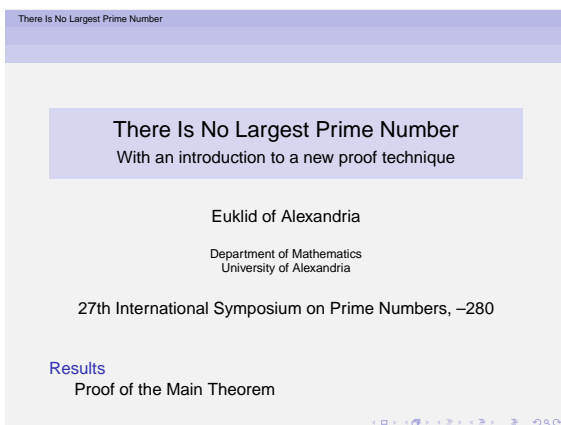 There Is No Largest Prime Number
There Is No Largest Prime Number
With an introduction to a new proof technique
Euklid of Alexandria
Department of Mathematics
University of Alexandria
27th International Symposium on Prime Numbers, –280
Results
Proof of the Main Theorem